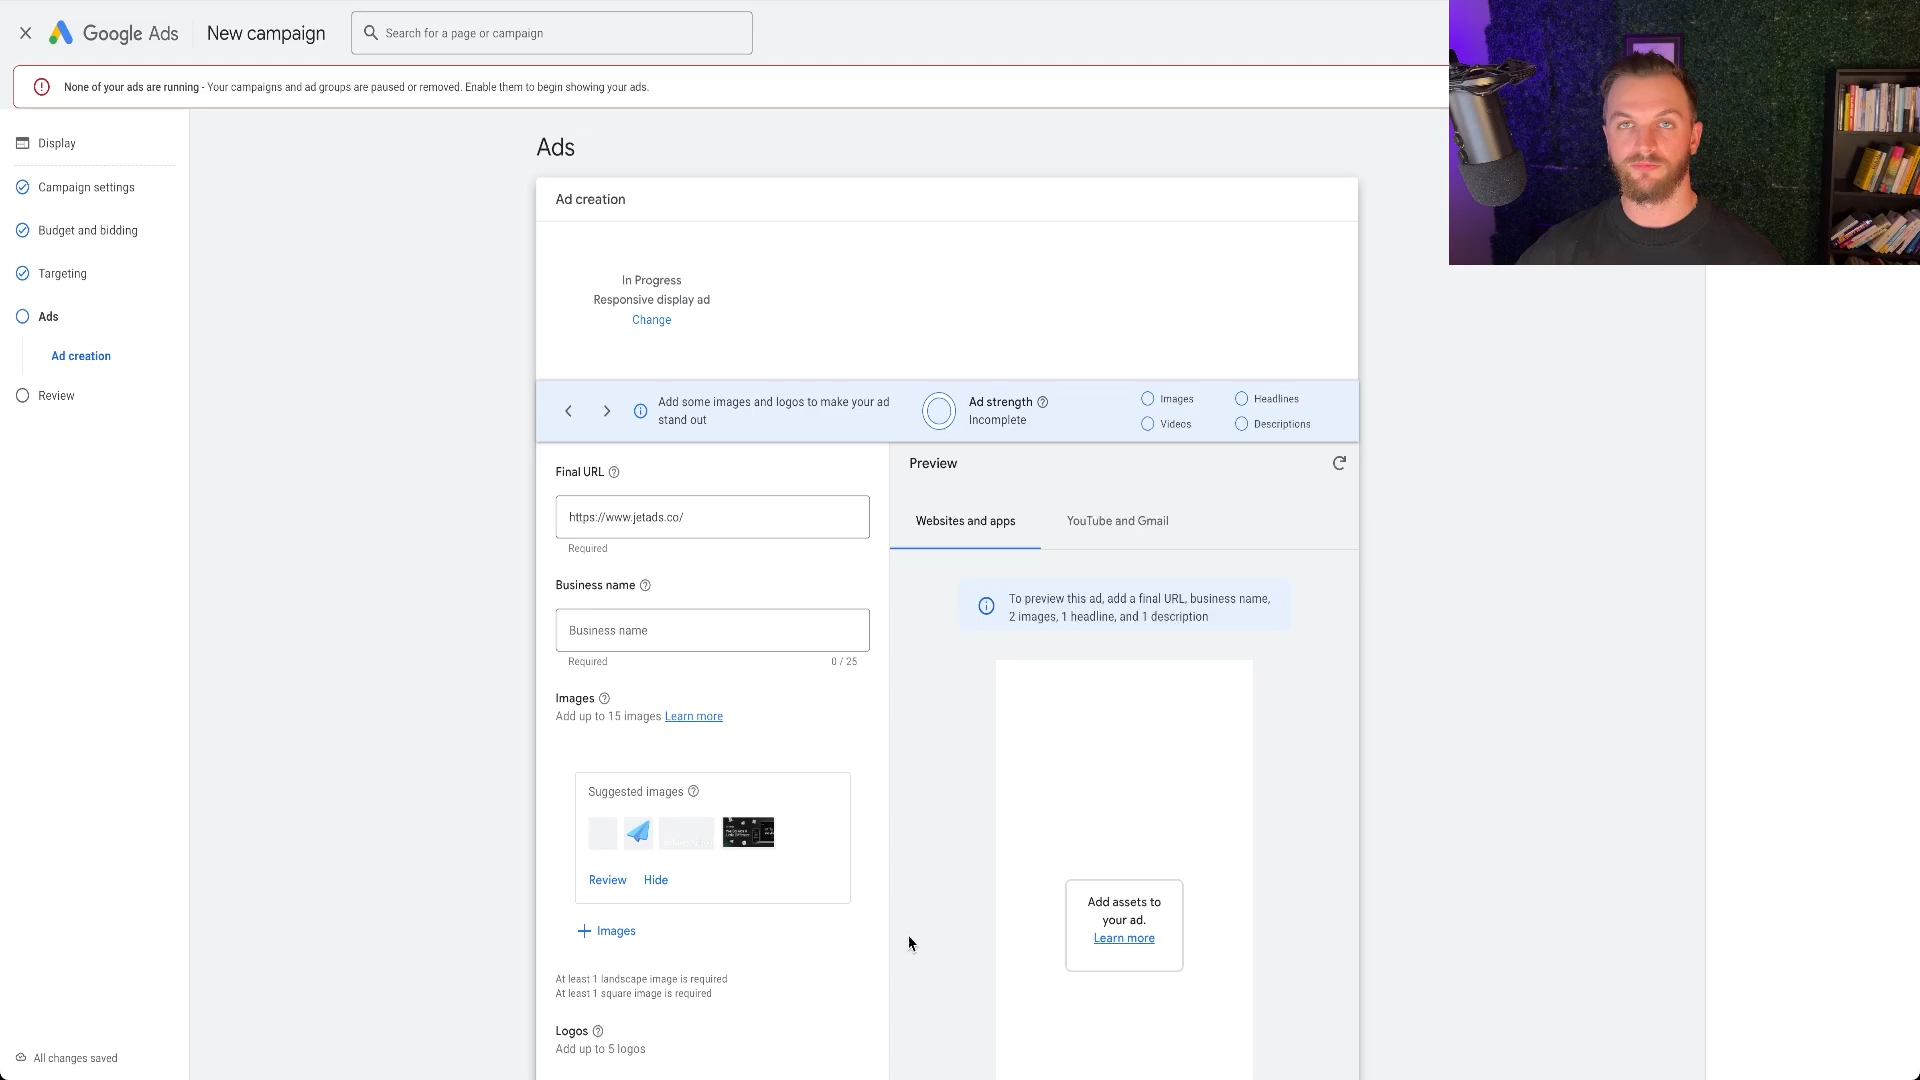 Google Ads
New campaign
Search for a page or campaign
None of your ads are running - Your campaigns and ad groups are paused or removed. Enable them to begin showing your ads.
Display
Campaign settings
Budget and bidding
Targeting
Ads
Ad creation
Review
All changes saved
Ads
Ad creation
In Progress
Responsive display ad
Change
Add some images and logos to make your ad
stand out
Ad strength
Incomplete
Images
Headlines
Videos
Descriptions
Final URL
https://www.jetads.co/
Required
Business name
Business name
Required
0 / 25
Images
Add up to 15 images Learn more
Suggested images
Review Hide
Images
At least 1 landscape image is required
At least 1 square image is required
Logos
Add up to 5 logos
Preview
Websites and apps
YouTube and Gmail
To preview this ad, add a final URL, business name,
2 images, 1 headline, and 1 description
Add assets to
your ad.
Learn more